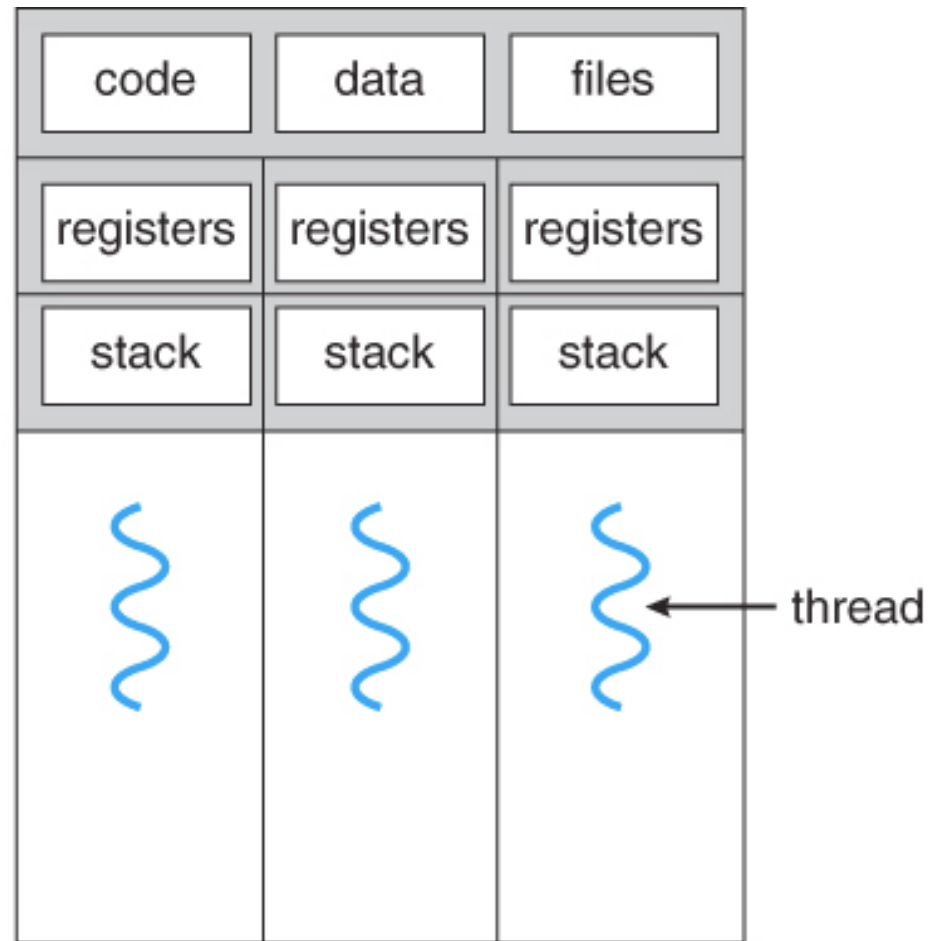 code data files
registers registers registers
stack stack stack
thread